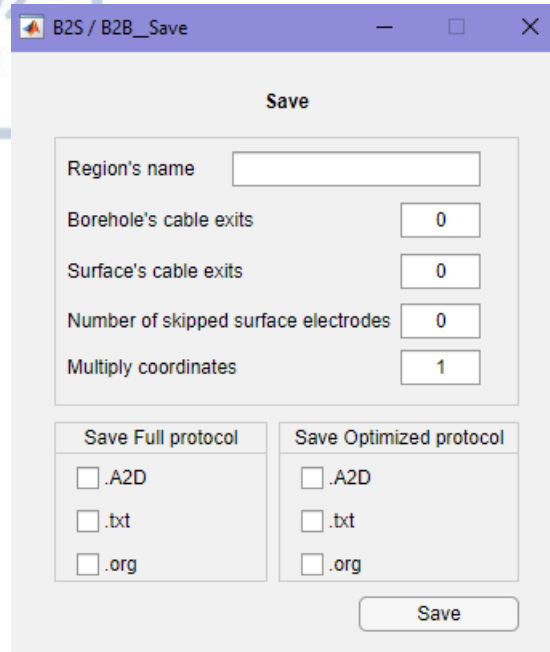 B2S / B2B__Save
Save
Region's name
Borehole's cable exits 0
Surface's cable exits 0
Number of skipped surface electrodes 0
Multiply coordinates 1
Save Full protocol
.A2D
.txt
.org
Save Optimized protocol
.A2D
.txt
.org
Save